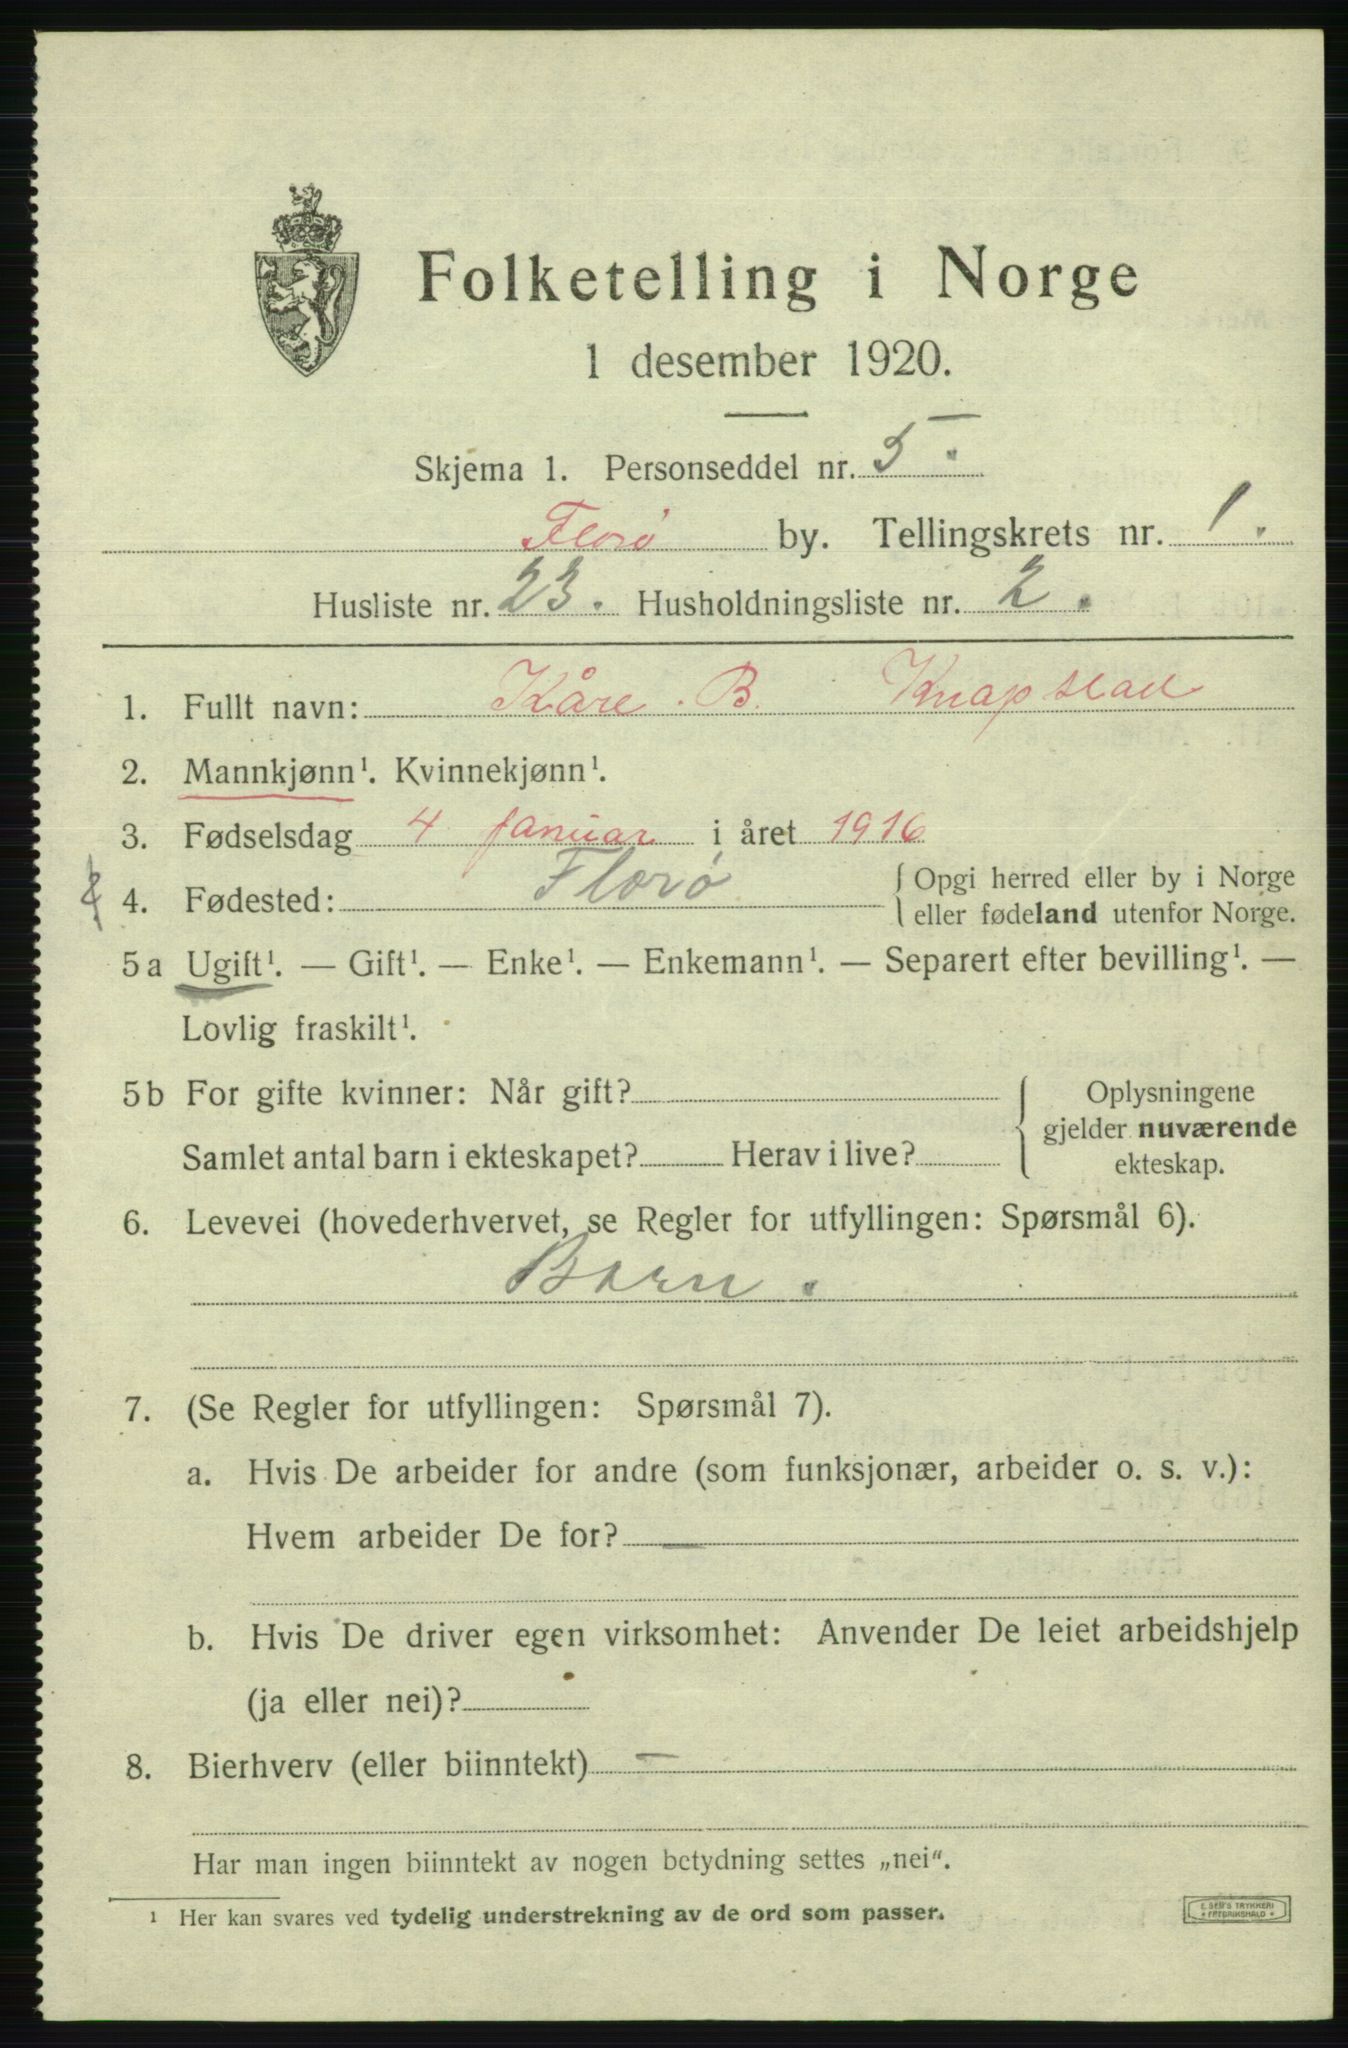 Folketelling i Norge
1 desember 1920.
Skjema 1. Personseddel nr. 5.
Florø by. Tellingskrets nr. 1.
Husliste nr. 23. Husholdningsliste nr. 2.
1. Fullt navn: Kåre. B. Knapstad
2. Mannkjønn¹. Kvinnekjønn¹.
3. Fødselsdag 4 januar i året 1916
4. Fødested: Florø { Opgi herred eller by i Norge
eller fødeland utenfor Norge.
5a Ugift¹. — Gift¹. — Enke¹. — Enkemann¹. — Separert efter bevilling¹. —
Lovlig fraskilt¹.
5b For gifte kvinner: Når gift? { Oplysningene
gjelder nuværende
Samlet antal barn i ekteskapet? Herav i live?
ekteskap.
6. Levevei (hovederhvervet, se Regler for utfyllingen: Spørsmål 6).
Barn.
7. (Se Regler for utfyllingen: Spørsmål 7).
a. Hvis De arbeider for andre (som funksjonær, arbeider o. s. v.):
Hvem arbeider De for? —
b. Hvis De driver egen virksomhet: Anvender De leiet arbeidshjelp
(ja eller nei)?
8. Bierhverv (eller biinntekt) —
Har man ingen biinntekt av nogen betydning settes „nei“.
¹ Her kan svares ved tydelig understrekning av de ord som passer.
E. SEM'S TRYKKERI
* FREDRIKSHALD *